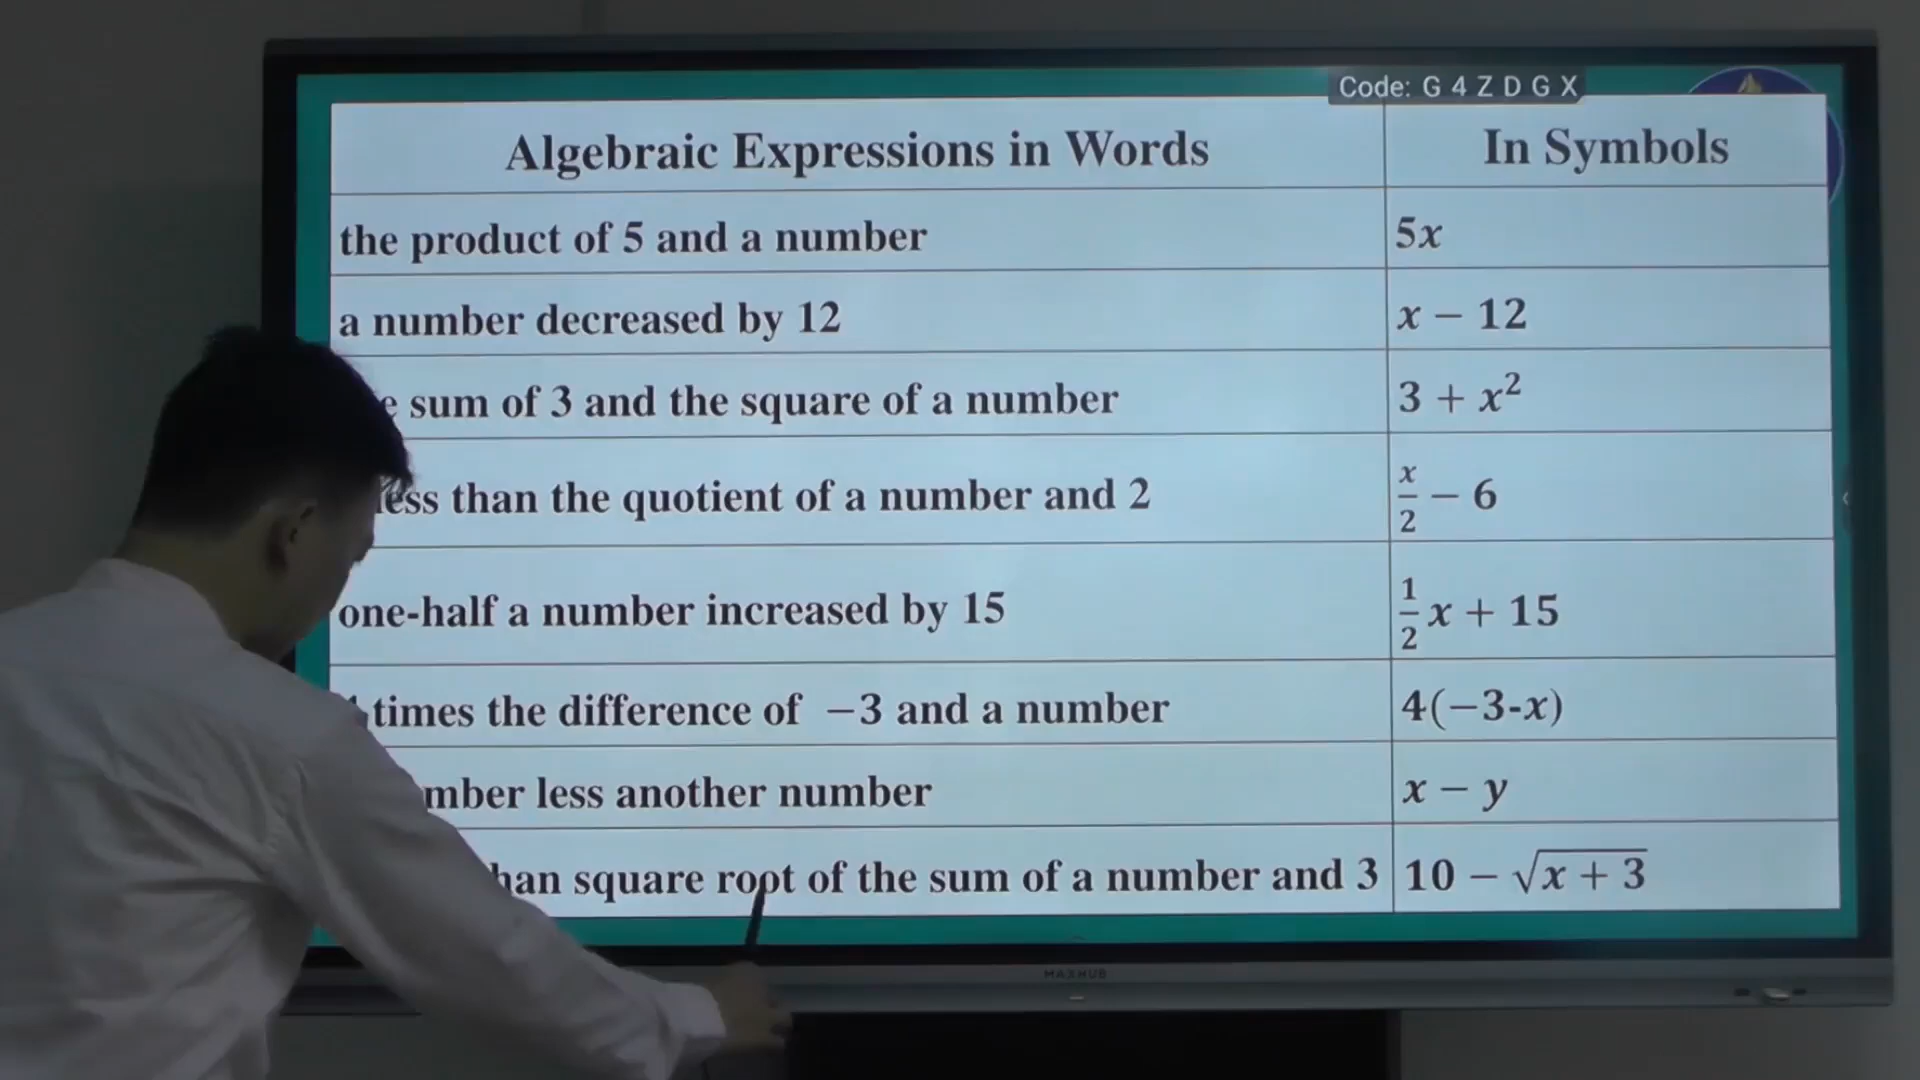 Code: G 4 Z D G X
Algebraic Expressions in Words In Symbols
the product of 5 and a number 5x
a number decreased by 12 x − 12
sum of 3 and the square of a number 3 + x²
less than the quotient of a number and 2 x/2 − 6
one-half a number increased by 15 1/2 x + 15
times the difference of −3 and a number 4(−3-x)
less another number x − y
square root of the sum of a number and 3 10 − √(x + 3)
MAXHUB